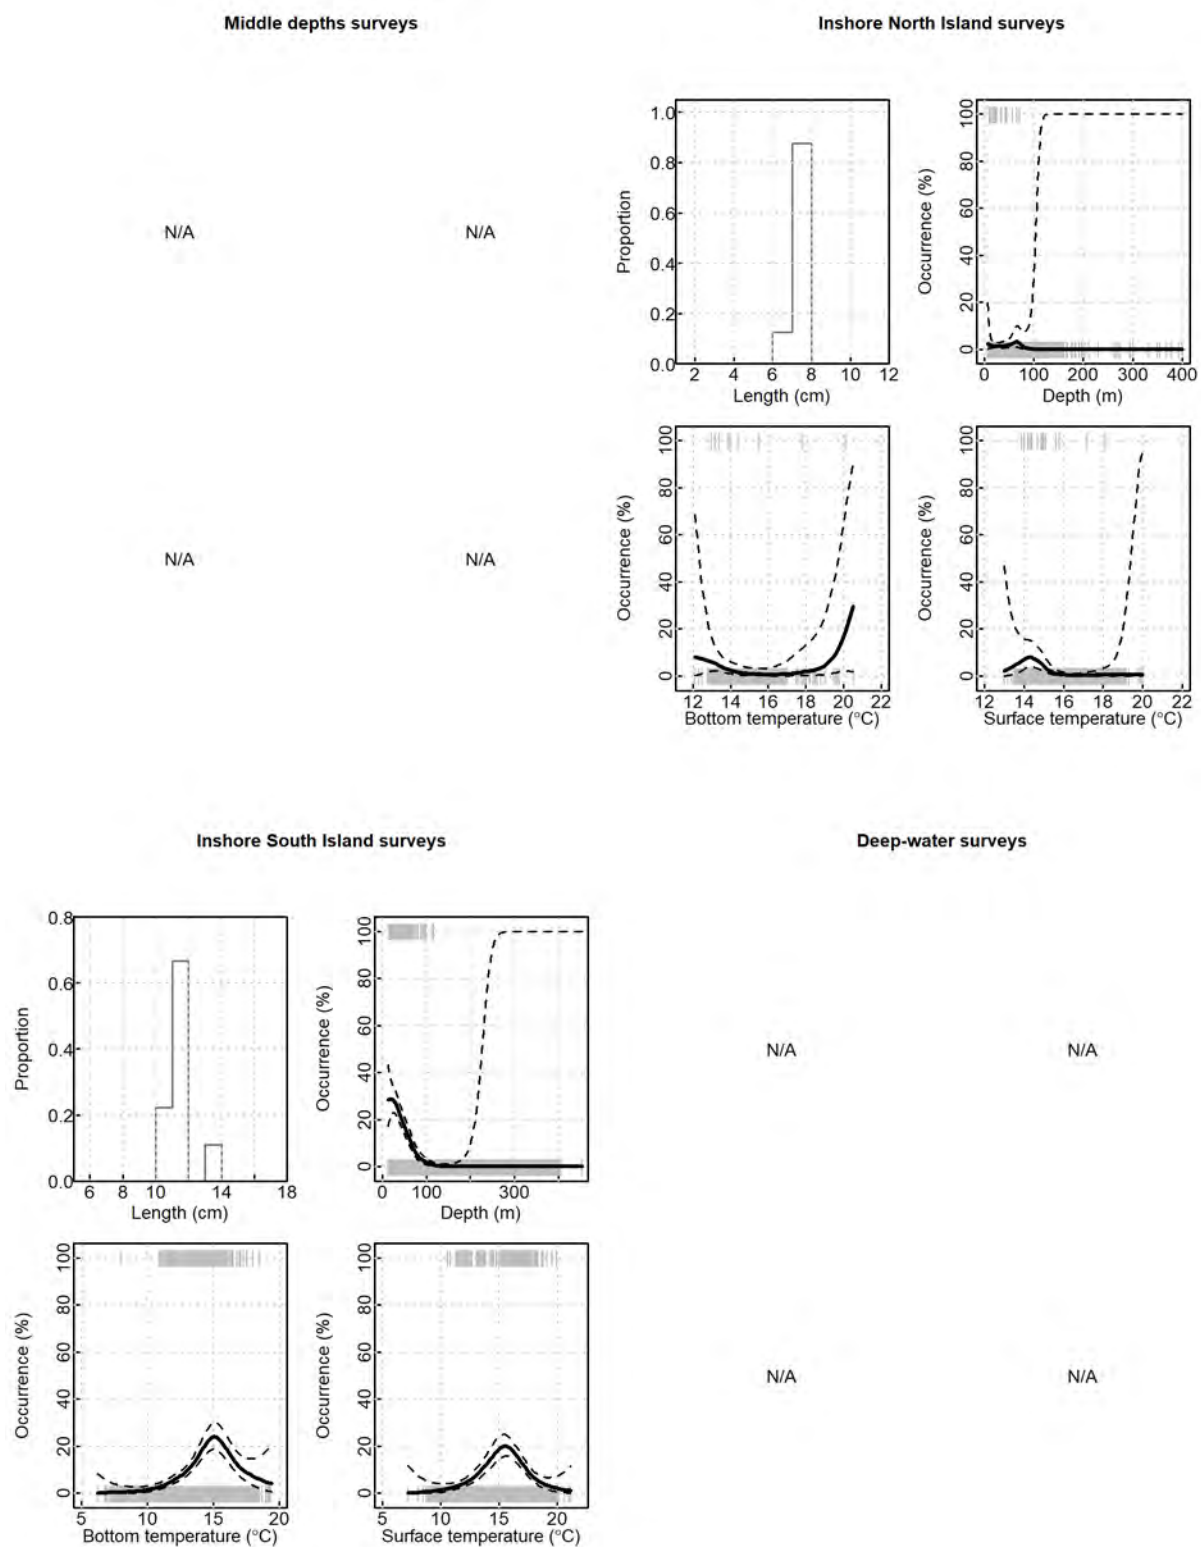 Middle depths surveys
N/A
N/A
N/A
N/A
Inshore North Island surveys
Proportion
0.0 0.2 0.4 0.6 0.8 1.0
2 4 6 8 10 12
Length (cm)
Occurrence (%)
0 20 40 60 80 100
0 100 200 300 400
Depth (m)
Occurrence (%)
0 20 40 60 80 100
12 14 16 18 20 22
Bottom temperature (°C)
Occurrence (%)
0 20 40 60 80 100
12 14 16 18 20 22
Surface temperature (°C)
Inshore South Island surveys
Proportion
0.0 0.2 0.4 0.6 0.8
6 8 10 14 18
Length (cm)
Occurrence (%)
0 20 40 60 80 100
0 100 300
Depth (m)
Occurrence (%)
0 20 40 60 80 100
5 10 15 20
Bottom temperature (°C)
Occurrence (%)
0 20 40 60 80 100
5 10 15 20
Surface temperature (°C)
Deep-water surveys
N/A
N/A
N/A
N/A